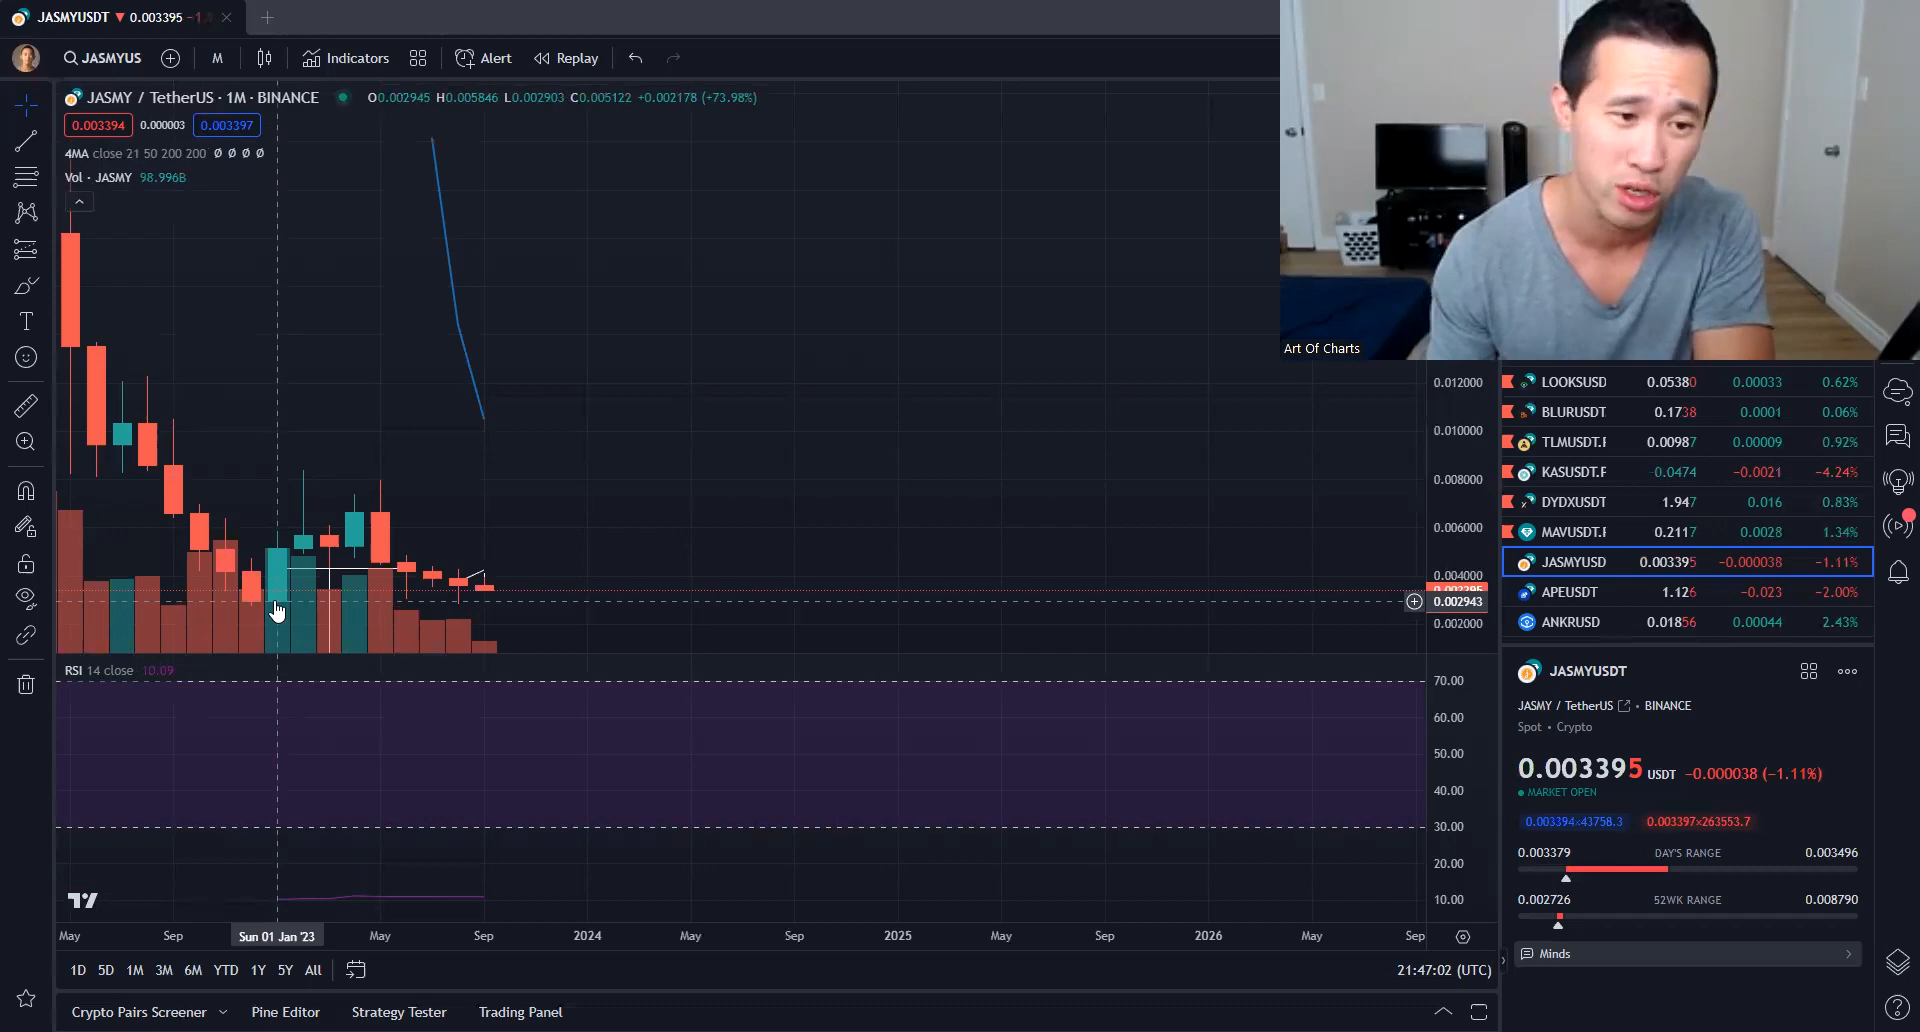 JASMYUSDT ▼ 0.003395 −1.
JASMYUS M Indicators Alert Replay
JASMY / TetherUS · 1M · BINANCE O0.002945 H0.005846 L0.002903 C0.005122 +0.002178 (+73.98%)
0.003394 0.000003 0.003397
4MA close 21 50 200 200 Ø Ø Ø Ø
Vol · JASMY 98.996B
Art Of Charts
0.012000
0.010000
0.008000
0.006000
0.004000
0.002943
0.002000
LOOKSUSD 0.05380 0.00033 0.62%
BLURUSDT 0.1738 0.0001 0.06%
TLMUSDT.F 0.00987 0.00009 0.92%
KASUSDT.F 0.0474 −0.0021 −4.24%
DYDXUSDT 1.947 0.016 0.83%
MAVUSDT.F 0.2117 0.0028 1.34%
JASMYUSD 0.003395 −0.000038 −1.11%
APEUSDT 1.126 −0.023 −2.00%
ANKRUSD 0.01856 0.00044 2.43%
RSI 14 close 10.09
70.00
60.00
50.00
40.00
30.00
20.00
10.00
JASMYUSDT
JASMY / TetherUS • BINANCE
Spot • Crypto
0.003395 USDT −0.000038 (−1.11%)
MARKET OPEN
0.003394×43758.3 0.003397×263553.7
0.003379 DAY'S RANGE 0.003496
0.002726 52WK RANGE 0.008790
Minds
May Sep Sun 01 Jan '23 May Sep 2024 May Sep 2025 May Sep 2026 May Sep
1D 5D 1M 3M 6M YTD 1Y 5Y All 21:47:02 (UTC)
Crypto Pairs Screener Pine Editor Strategy Tester Trading Panel